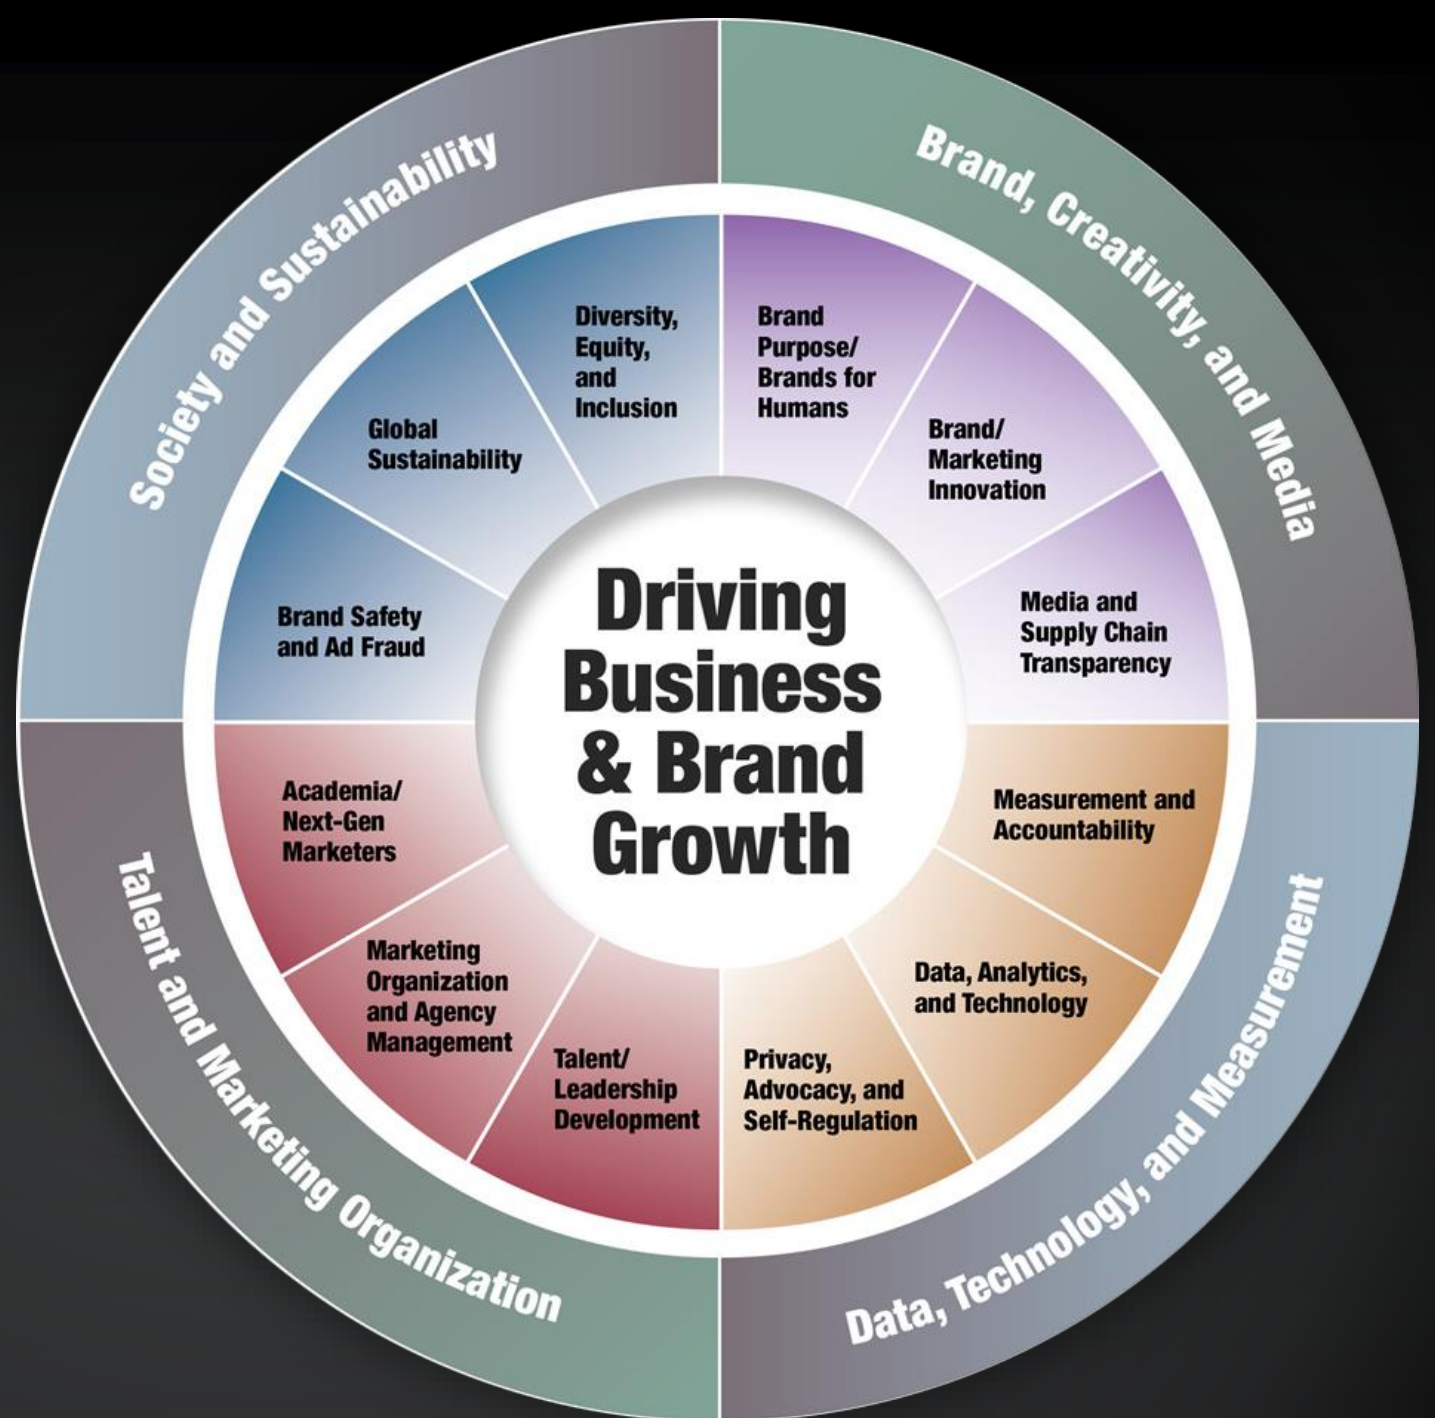 Driving
Business
& Brand
Growth
Brand, Creativity, and Media
Brand
Purpose/
Brands for
Humans
Brand/
Marketing
Innovation
Media and
Supply Chain
Transparency
Data, Technology, and Measurement
Measurement and
Accountability
Data, Analytics,
and Technology
Privacy,
Advocacy, and
Self-Regulation
Talent and Marketing Organization
Talent/
Leadership
Development
Marketing
Organization
and Agency
Management
Academia/
Next-Gen
Marketers
Society and Sustainability
Brand Safety
and Ad Fraud
Global
Sustainability
Diversity,
Equity,
and
Inclusion